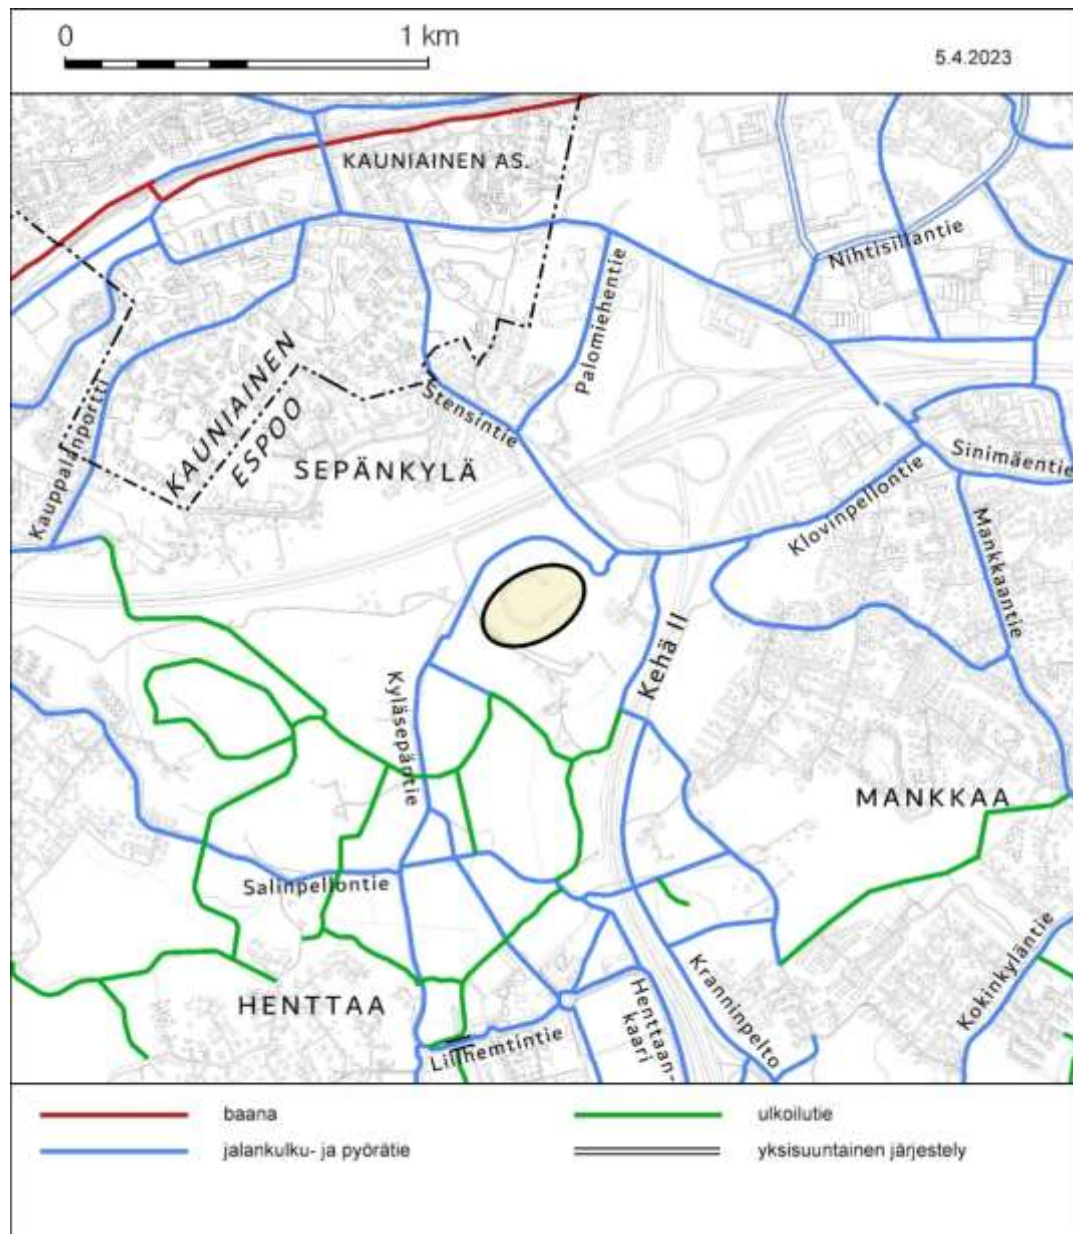 0 1 km
5.4.2023
KAUNIAINEN AS.
Nihtisillantie
Palomiehentie
KAUNIAINEN
ESPOO
Stensintie
Kauppalanportti
SEPÄNKYLÄ
Sinimäentie
Klovinpellontie
Mankkaantie
Kehä II
Kyläsepäntie
MANKKAA
Salinpellontie
HENTTAA
Kranninpelto
Kokinkyläntie
Henttaan-
kaari
Liilhemtintie
baana
ulkoilutie
jalankulku- ja pyörätie
yksisuuntainen järjestely